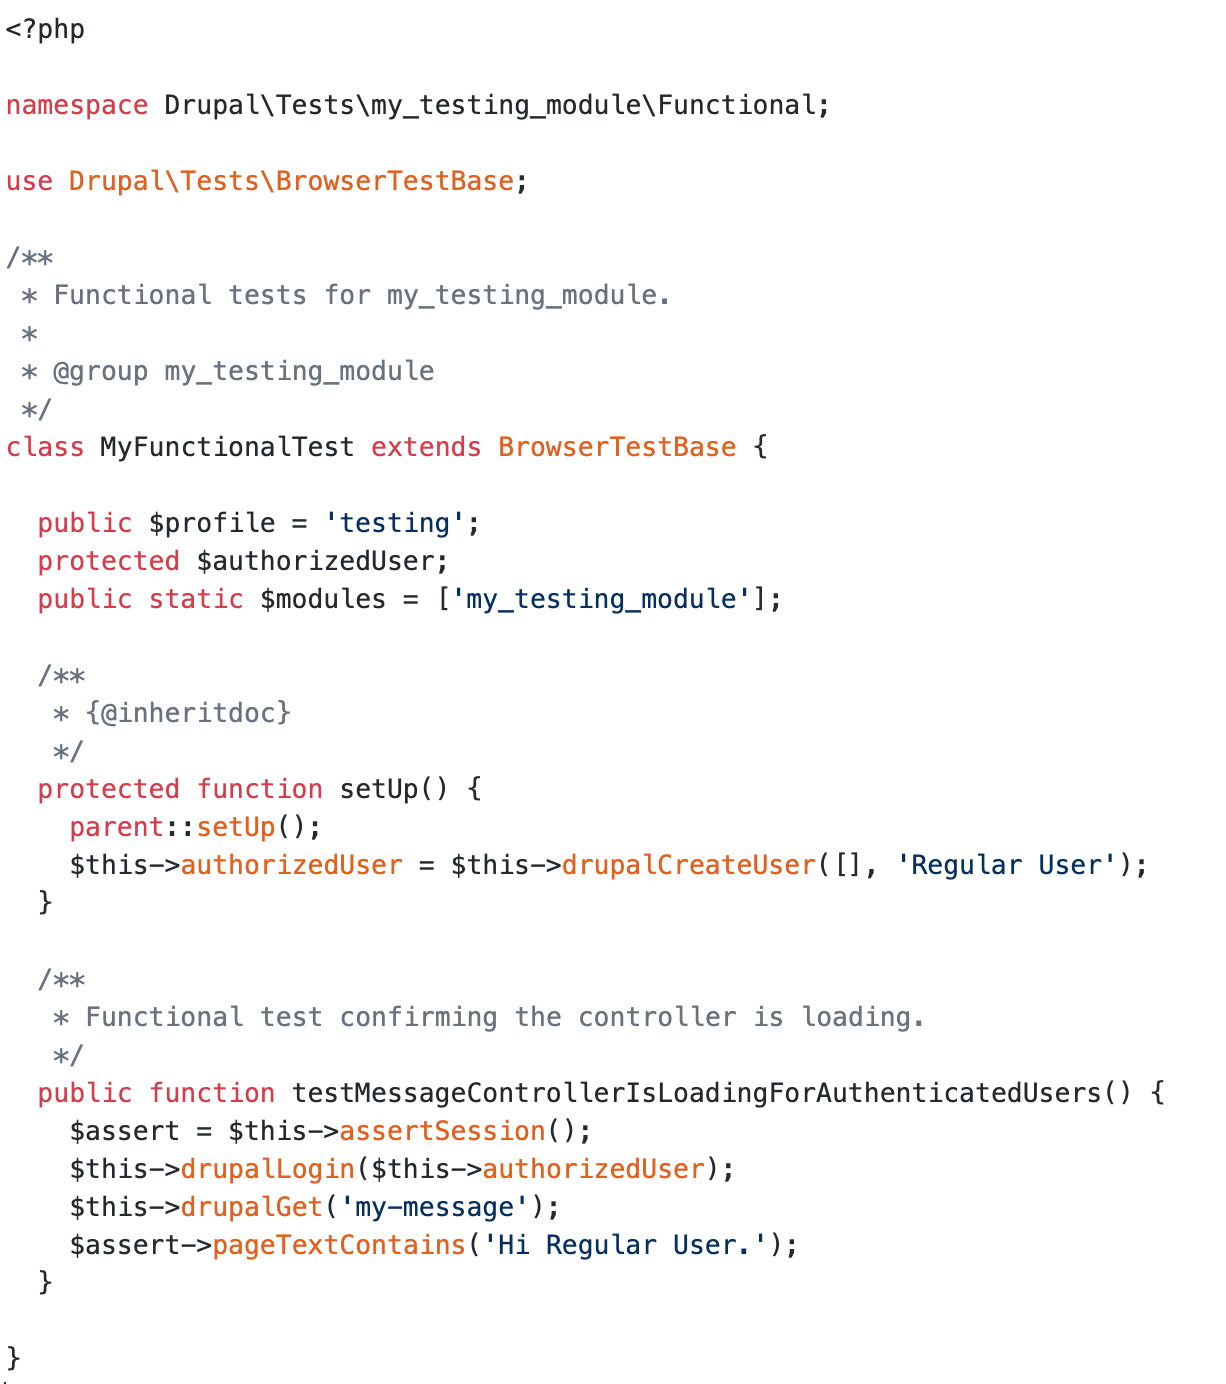 <?php

namespace Drupal\Tests\my_testing_module\Functional;

use Drupal\Tests\BrowserTestBase;

/**
 * Functional tests for my_testing_module.
 *
 * @group my_testing_module
 */
class MyFunctionalTest extends BrowserTestBase {

  public $profile = 'testing';
  protected $authorizedUser;
  public static $modules = ['my_testing_module'];

  /**
   * {@inheritdoc}
   */
  protected function setUp() {
    parent::setUp();
    $this->authorizedUser = $this->drupalCreateUser([], 'Regular User');
  }

  /**
   * Functional test confirming the controller is loading.
   */
  public function testMessageControllerIsLoadingForAuthenticatedUsers() {
    $assert = $this->assertSession();
    $this->drupalLogin($this->authorizedUser);
    $this->drupalGet('my-message');
    $assert->pageTextContains('Hi Regular User.');
  }

}